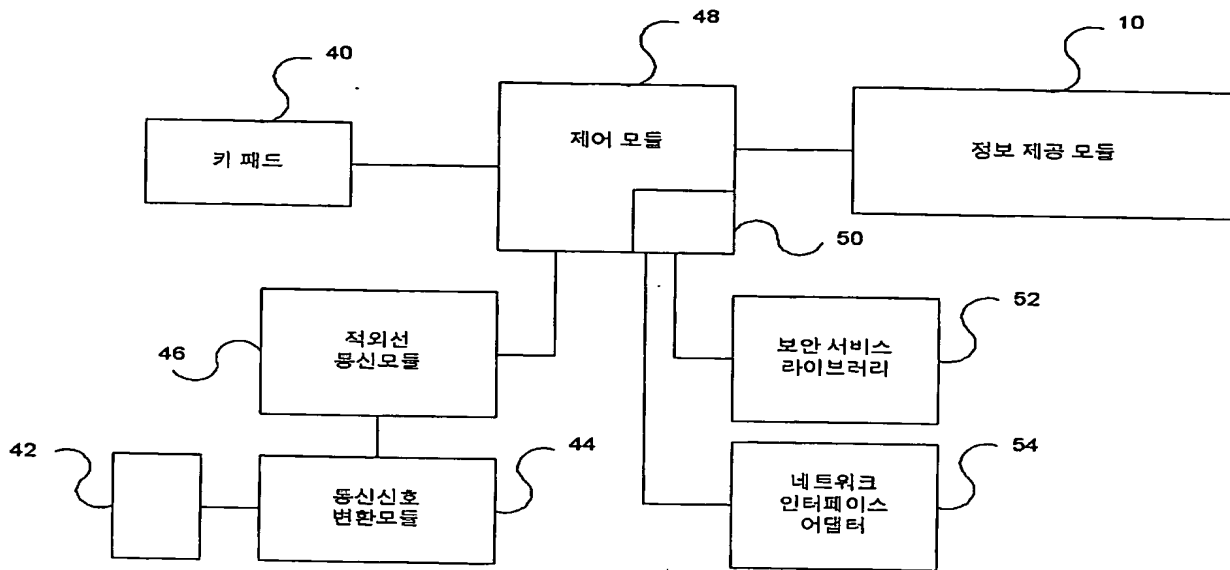 48
10
40
키 패드
제어 모듈
정보 제공 모듈
50
52
적외선
통신모듈
46
보안 서비스
라이브러리
42
44
54
통신신호
변환모듈
네트워크
인터페이스
어댑터